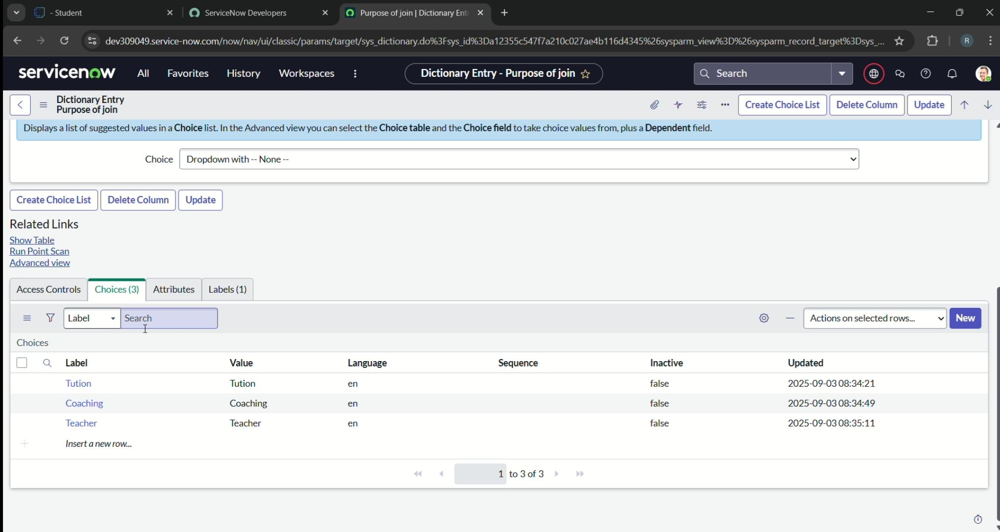 - Student
ServiceNow Developers
Purpose of join | Dictionary Ent
dev309049.service-now.com/now/nav/ui/classic/params/target/sys_dictionary.do%3Fsys_id%3Da12355c547f7a210c027ae4b116d4345%26sysparm_view%3D%26sysparm_record_target%3Dsys_...
R
servicenow
All
Favorites
History
Workspaces
Dictionary Entry - Purpose of join
Search
Dictionary Entry
Purpose of join
Create Choice List
Delete Column
Update
Displays a list of suggested values in a Choice list. In the Advanced view you can select the Choice table and the Choice field to take choice values from, plus a Dependent field.
Choice
Dropdown with -- None --
Create Choice List
Delete Column
Update
Related Links
Show Table
Run Point Scan
Advanced view
Access Controls
Choices (3)
Attributes
Labels (1)
Label
Search
Actions on selected rows...
New
Choices
Label Value Language Sequence Inactive Updated
Tution Tution en false 2025-09-03 08:34:21
Coaching Coaching en false 2025-09-03 08:34:49
Teacher Teacher en false 2025-09-03 08:35:11
Insert a new row...
1 to 3 of 3